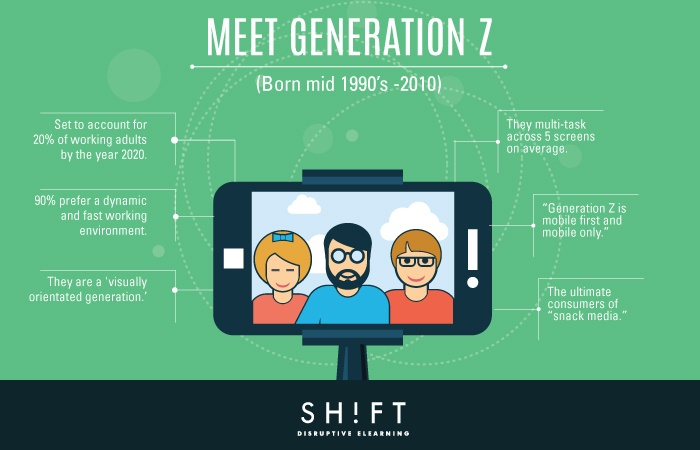 MEET GENERATION Z
(Born mid 1990's -2010)
Set to account for
20% of working adults
by the year 2020.
90% prefer a dynamic
and fast working
environment.
They are a 'visually
orientated generation.'
They multi-task
across 5 screens
on average.
"Generation Z is
mobile first and
mobile only."
The ultimate
consumers of
"snack media."
SH!FT
DISRUPTIVE ELEARNING